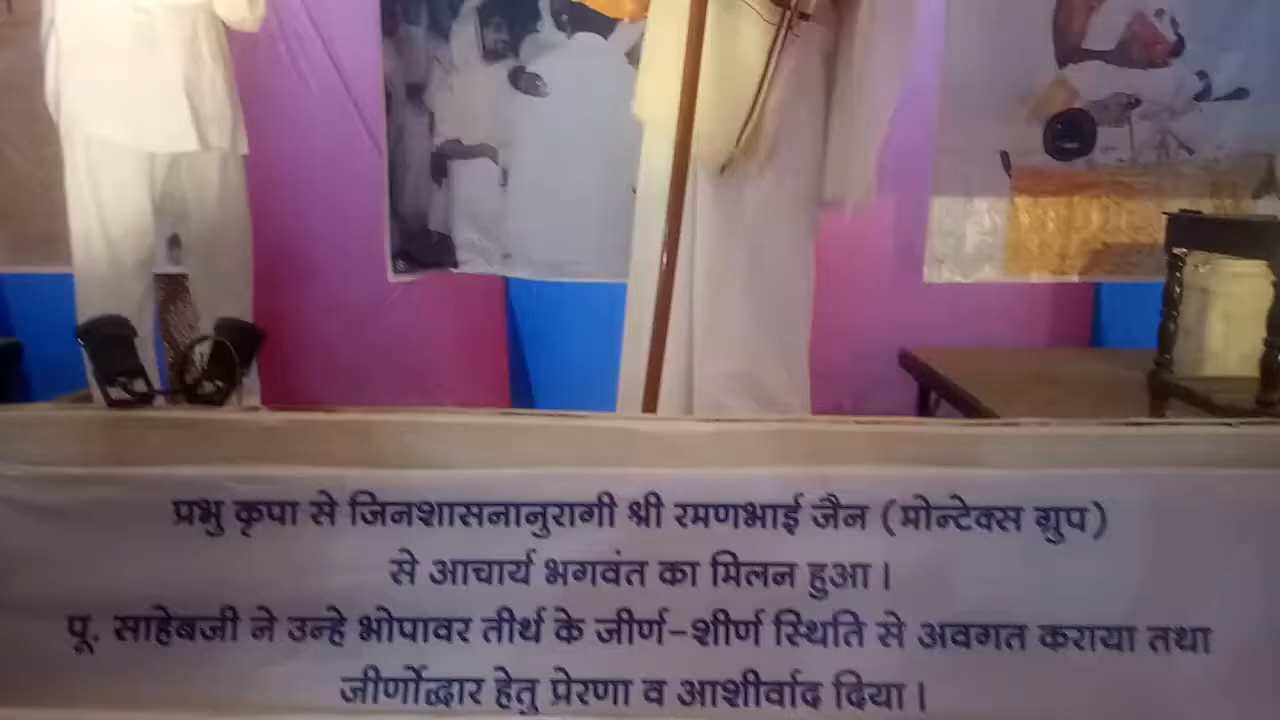 प्रभु कृपा से जिनशासनानुरागी श्री रमणभाई जैन (मोन्टेक्स ग्रुप)
से आचार्य भगवंत का मिलन हुआ।
पू. साहेबजी ने उन्हे भोपावर तीर्थ के जीर्ण-शीर्ण स्थिति से अवगत कराया तथा
जीर्णोद्धार हेतु प्रेरणा व आशीर्वाद दिया।